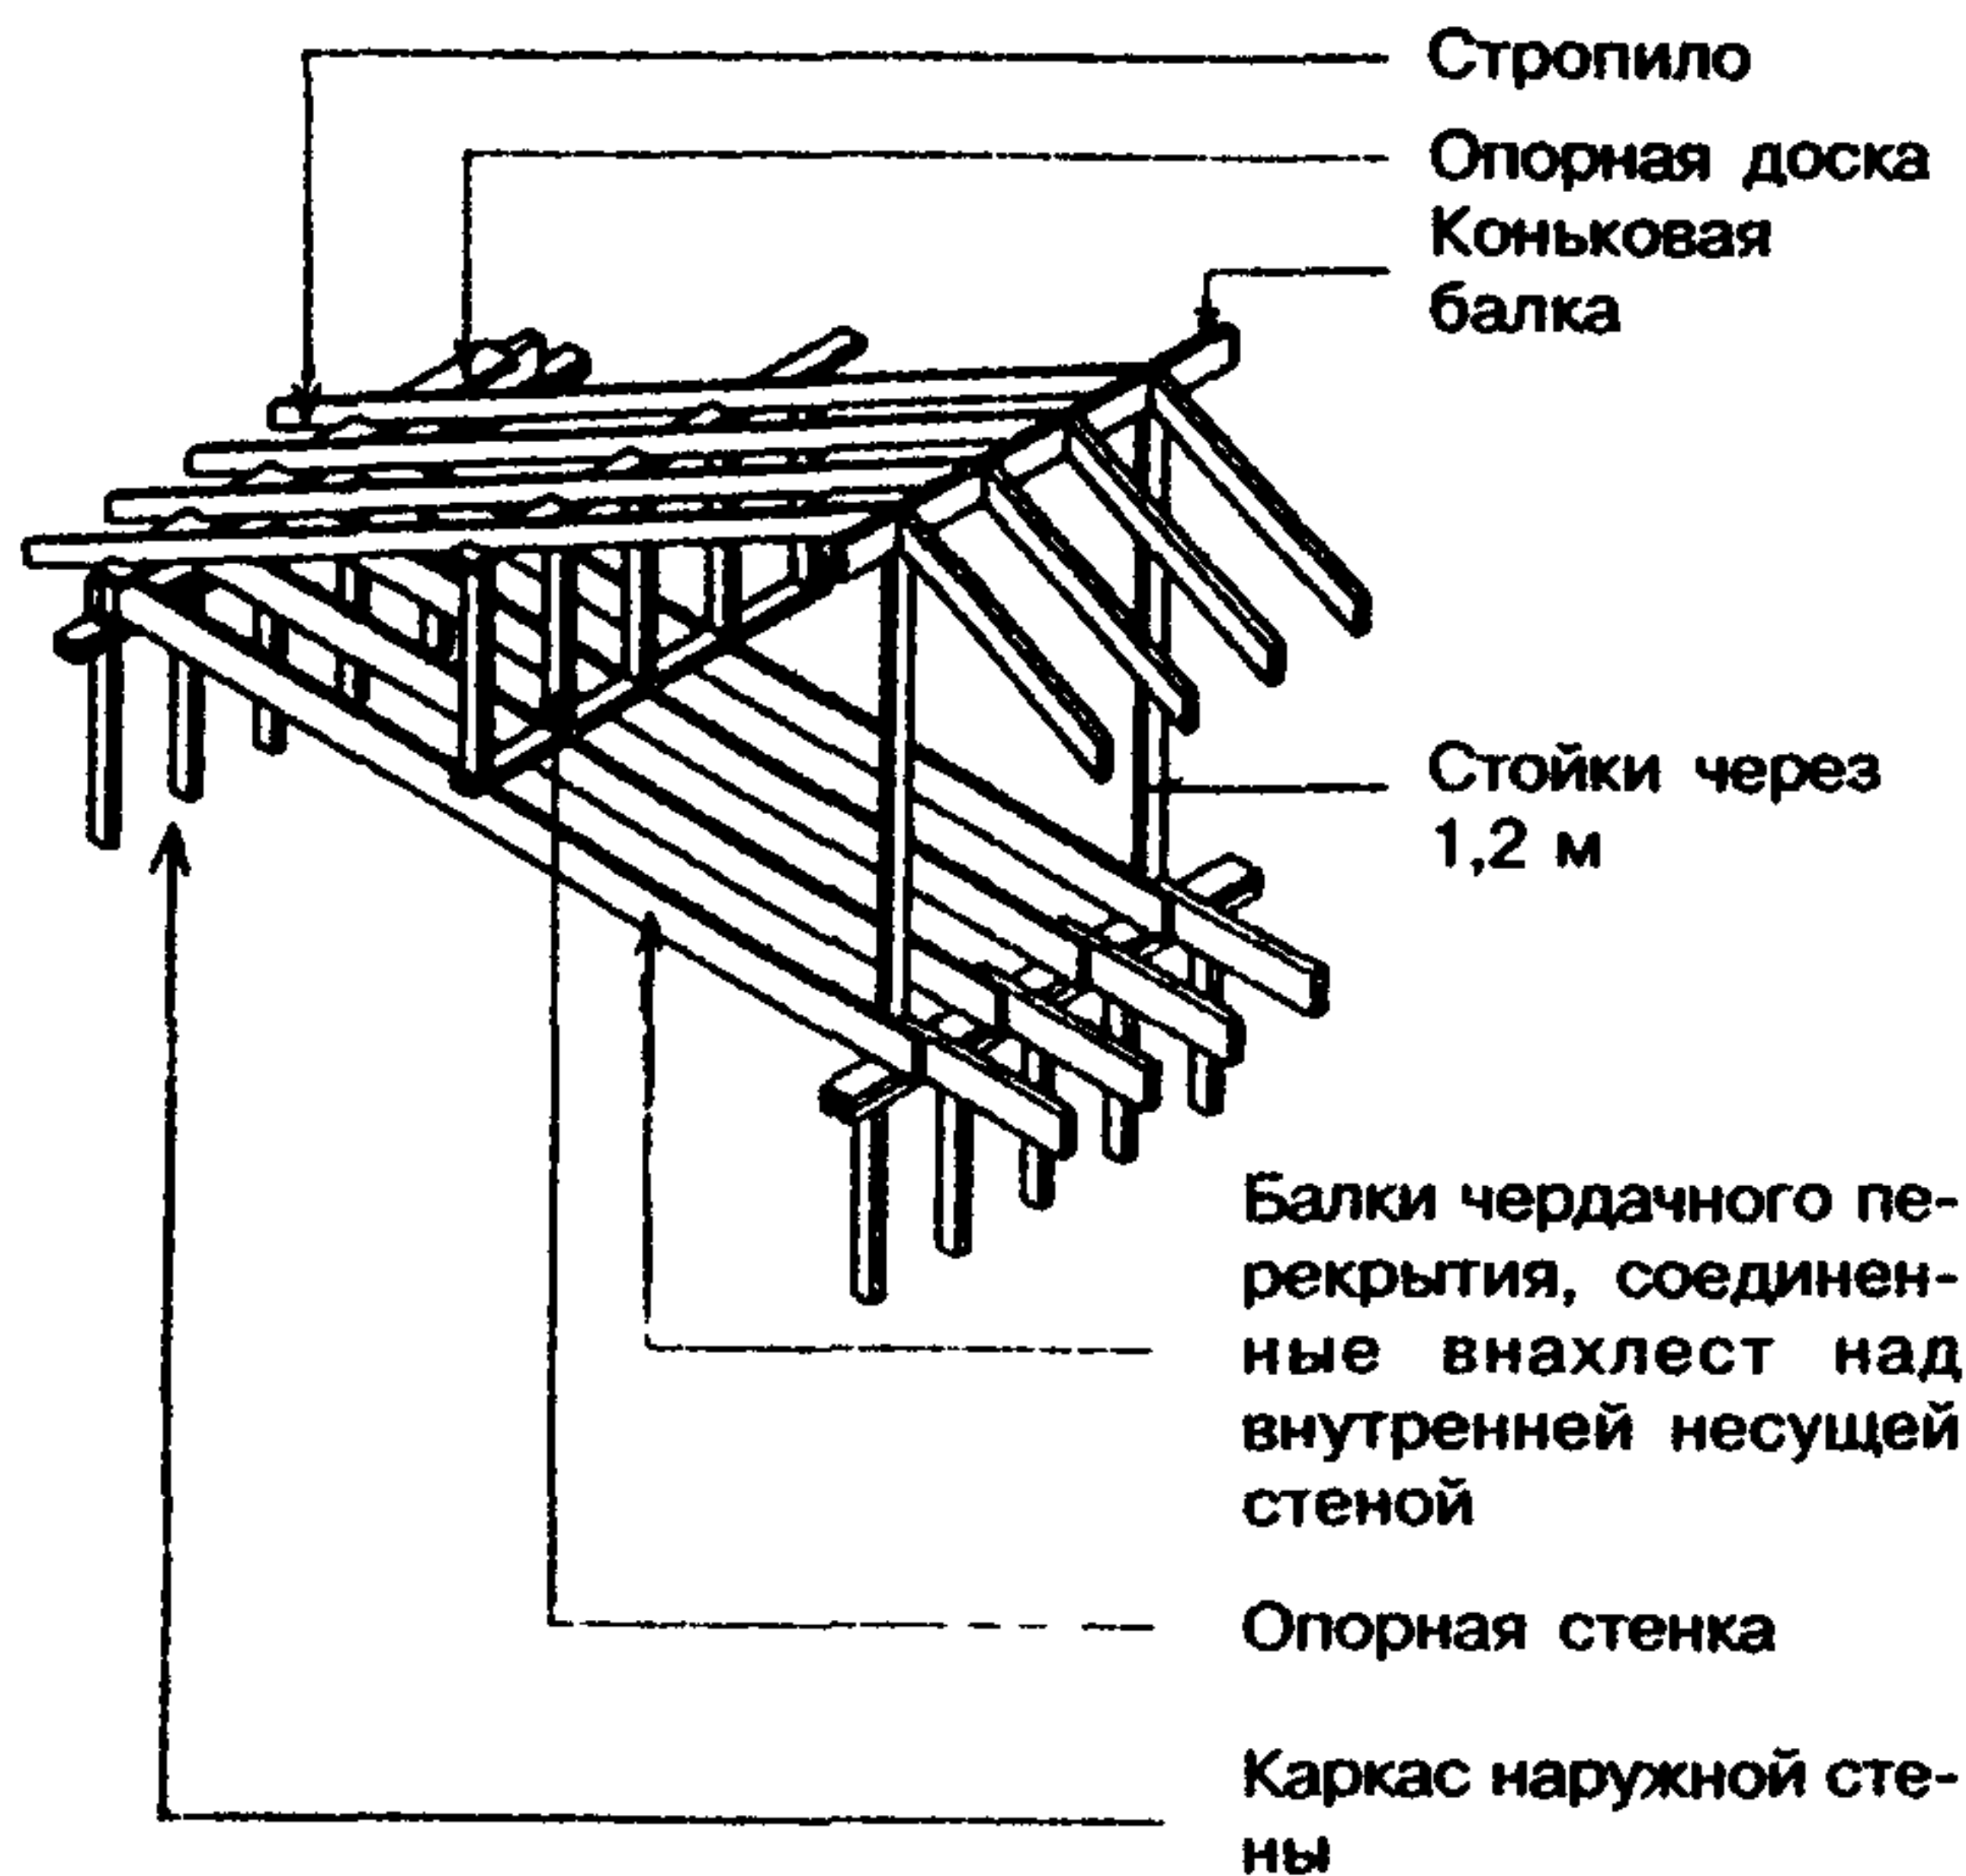 Стропило
Опорная доска
Коньковая
балка
Стойки через
1,2 м
Балки чердачного пе-
рекрытия, соединен-
ные внахлест над
внутренней несущей
стеной
Опорная стенка
Каркас наружной сте-
ны